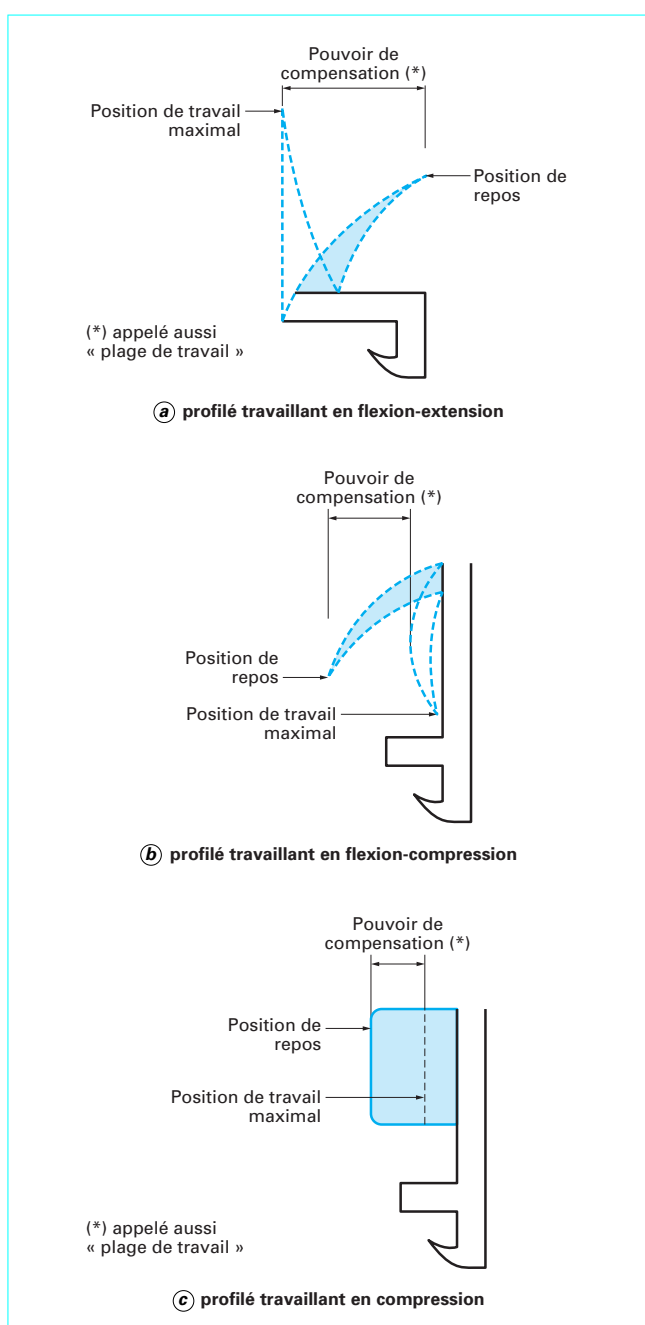 Pouvoir de
compensation (*)
Position de travail
maximal
Position de
repos
(*) appelé aussi
« plage de travail »
a profilé travaillant en flexion-extension
Pouvoir de
compensation (*)
Position de
repos
Position de travail
maximal
b profilé travaillant en flexion-compression
Pouvoir de
compensation (*)
Position de
repos
Position de travail
maximal
(*) appelé aussi
« plage de travail »
c profilé travaillant en compression